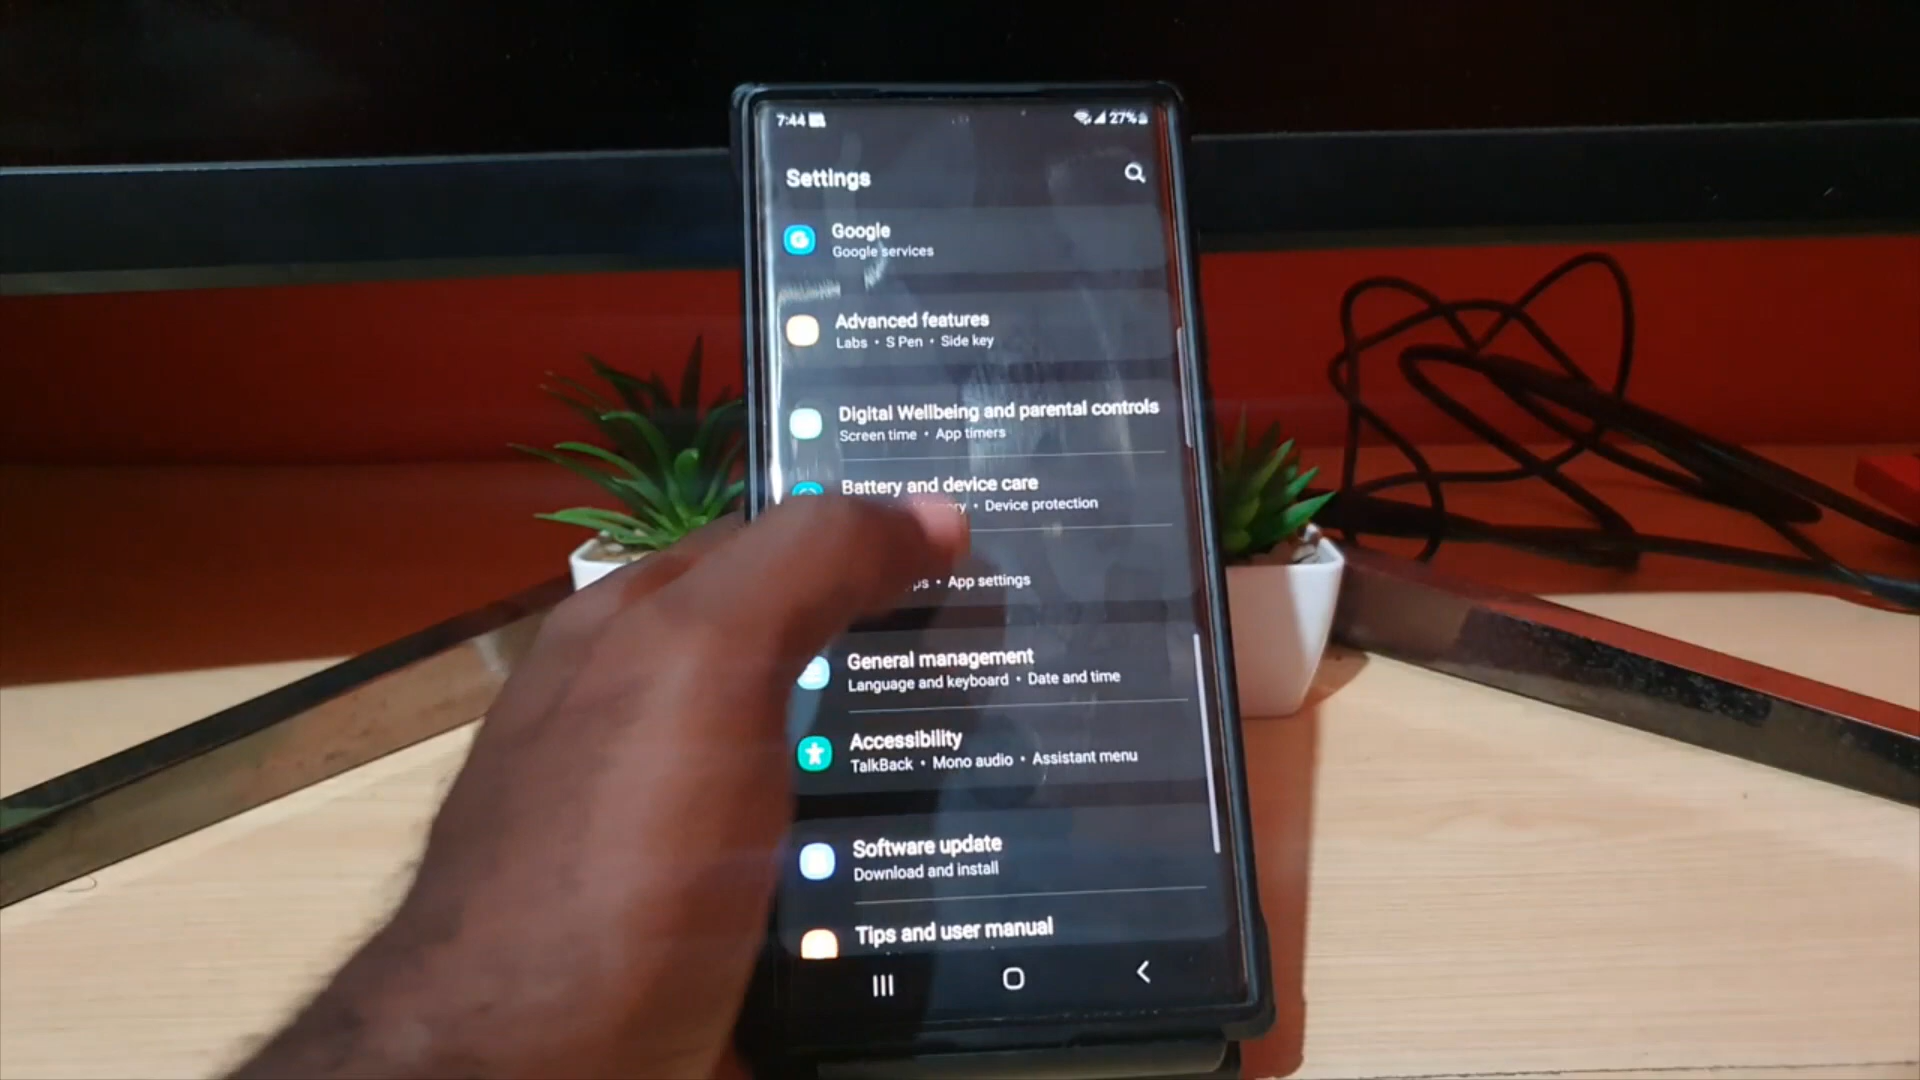 7:44
27%
Settings
Google
Google services
Advanced features
Labs • S Pen • Side key
Digital Wellbeing and parental controls
Screen time • App timers
Battery and device care
• Device protection
• App settings
General management
Language and keyboard • Date and time
Accessibility
TalkBack • Mono audio • Assistant menu
Software update
Download and install
Tips and user manual